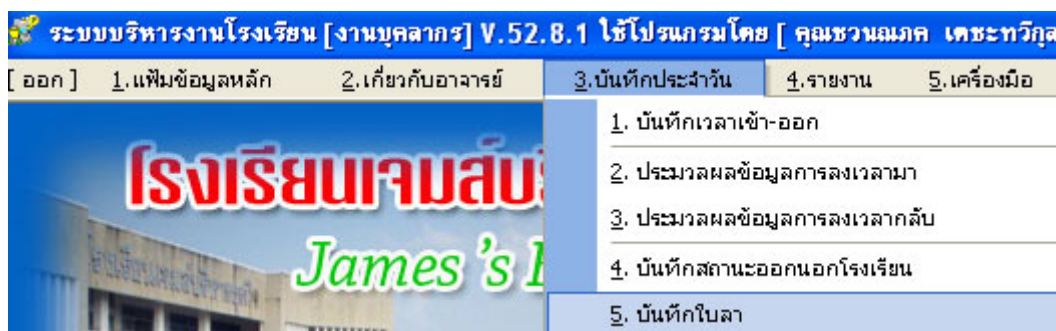 ระบบบริหารงานโรงเรียน [งานบุคลากร] V.52.8.1 ใช้โปรแกรมโดย [ คุณชวนณภค เตชะทวีกุล
[ ออก ] 1.แฟ้มข้อมูลหลัก 2.เกี่ยวกับอาจารย์ 3.บันทึกประจำวัน 4.รายงาน 5.เครื่องมือ
1. บันทึกเวลาเข้า-ออก
โรงเรียนเจมส์
2. ประมวลผลข้อมูลการลงเวลามา
3. ประมวลผลข้อมูลการลงเวลากลับ
James 's
4. บันทึกสถานะออกนอกโรงเรียน
5. บันทึกใบลา